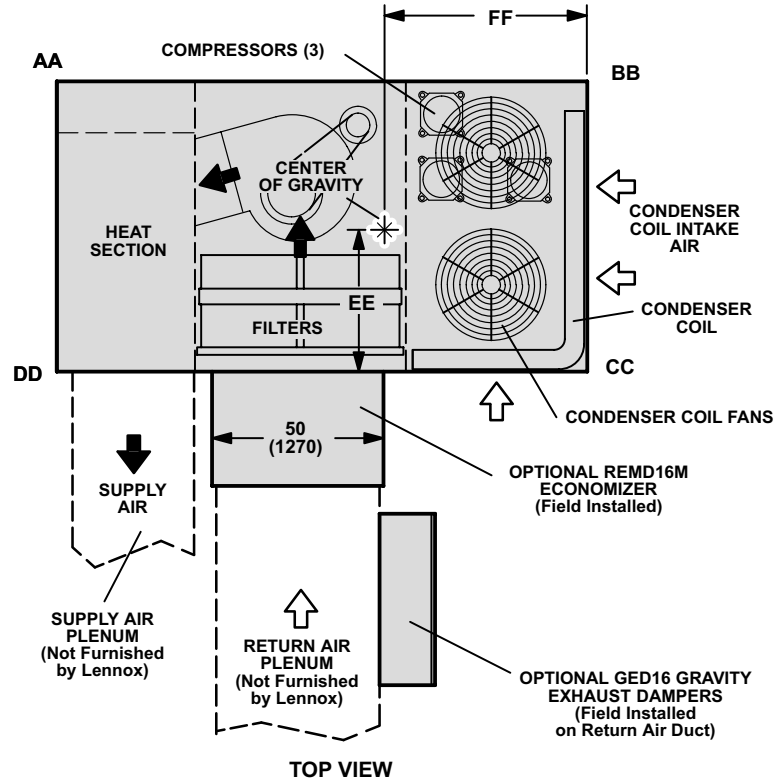 FF
COMPRESSORS (3)
AA
BB
CENTER
OF GRAVITY
HEAT
SECTION
CONDENSER
COIL INTAKE
AIR
EE
FILTERS
CONDENSER
COIL
DD
CC
50
(1270)
CONDENSER COIL FANS
SUPPLY
AIR
OPTIONAL REMD16M
ECONOMIZER
(Field Installed)
SUPPLY AIR
PLENUM
(Not Furnished
by Lennox)
RETURN AIR
PLENUM
(Not Furnished
by Lennox)
OPTIONAL GED16 GRAVITY
EXHAUST DAMPERS
(Field Installed
on Return Air Duct)
TOP VIEW